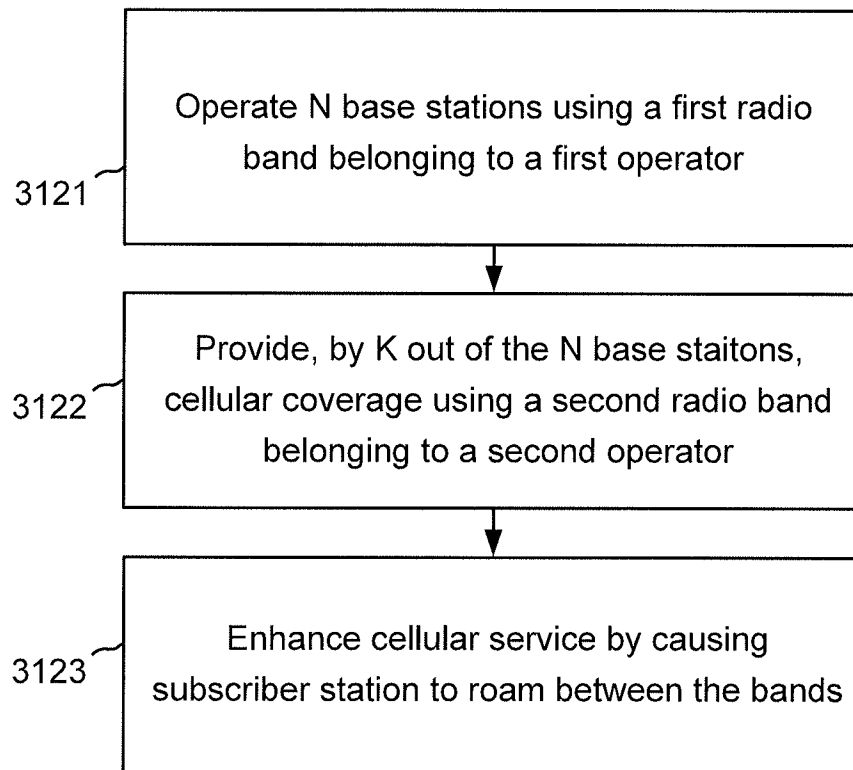 Operate N base stations using a first radio
band belonging to a first operator
3121
Provide, by K out of the N base staitons,
cellular coverage using a second radio band
belonging to a second operator
3122
Enhance cellular service by causing
subscriber station to roam between the bands
3123